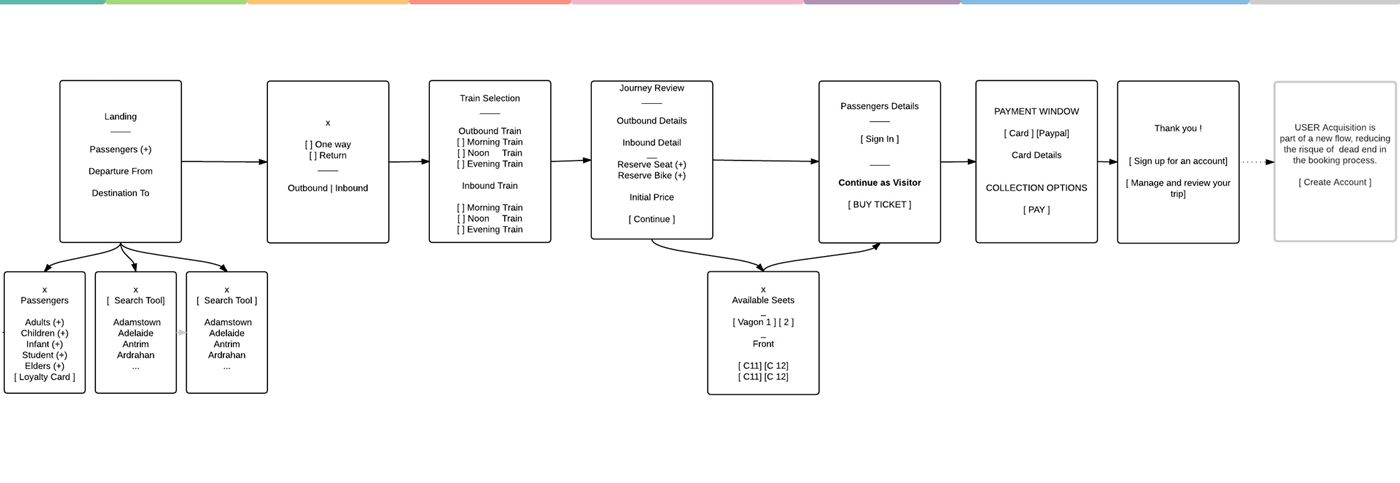 Landing
Passengers (+)
Departure From
Destination To
x
[ ] One way
[ ] Return
Outbound | Inbound
Train Selection
Outbound Train
[ ] Morning Train
[ ] Noon Train
[ ] Evening Train
Inbound Train
[ ] Morning Train
[ ] Noon Train
[ ] Evening Train
Journey Review
Outbound Details
Inbound Detail
Reserve Seat (+)
Reserve Bike (+)
Initial Price
[ Continue ]
Passengers Details
[ Sign In ]
Continue as Visitor
[ BUY TICKET ]
PAYMENT WINDOW
[ Card ] [Paypal]
Card Details
COLLECTION OPTIONS
[ PAY ]
Thank you !
[ Sign up for an account]
[ Manage and review your
trip]
USER Acquisition is
part of a new flow, reducing
the risque of dead end in
the booking process.
[ Create Account ]
x
Passengers
Adults (+)
Children (+)
Infant (+)
Student (+)
Elders (+)
[ Loyalty Card ]
x
[ Search Tool]
Adamstown
Adelaide
Antrim
Ardrahan
...
x
[ Search Tool ]
Adamstown
Adelaide
Antrim
Ardrahan
...
x
Available Seets
[ Vagon 1 ] [ 2 ]
Front
[ C11] [C 12]
[ C11] [C 12]